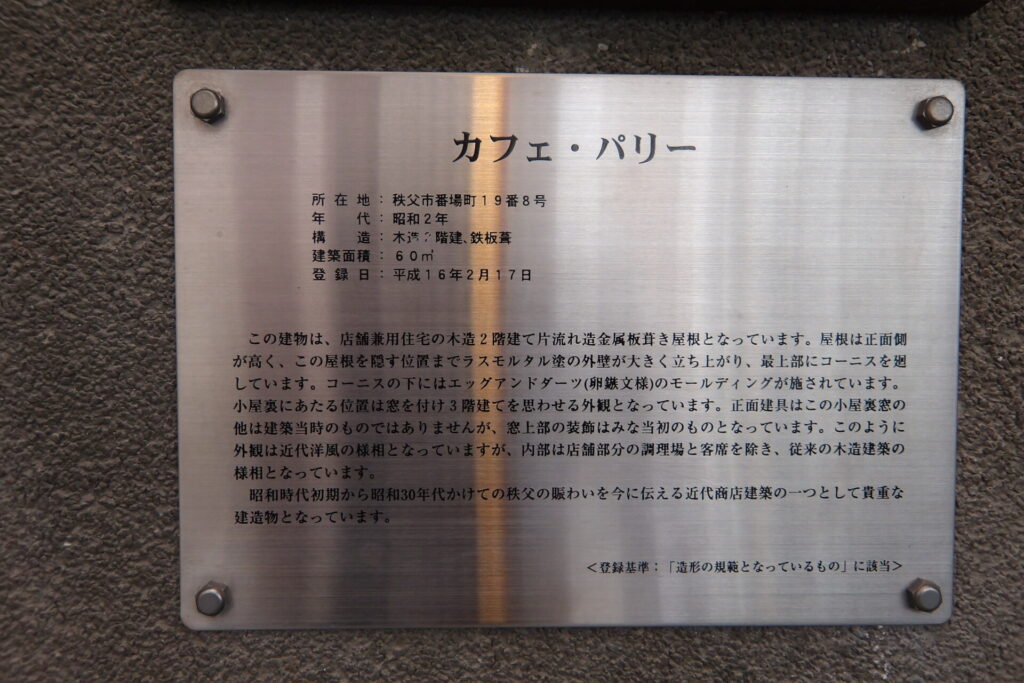 カフェ・パリー
所在地：秩父市番場町１９番８号
年　　代：昭和２年
構　　造：木造２階建、鉄板葺
建築面積：６０㎡
登録日：平成１６年２月１７日
この建物は、店舗兼用住宅の木造２階建て片流れ造金属板葺き屋根となっています。屋根は正面側
が高く、この屋根を隠す位置までラスモルタル塗の外壁が大きく立ち上がり、最上部にコーニスを廻
しています。コーニスの下にはエッグアンドダーツ(卵鏃文様)のモールディングが施されています。
小屋裏にあたる位置は窓を付け３階建てを思わせる外観となっています。正面建具はこの小屋裏窓の
他は建築当時のものではありませんが、窓上部の装飾はみな当初のものとなっています。このように
外観は近代洋風の様相となっていますが、内部は店舗部分の調理場と客席を除き、従来の木造建築の
様相となっています。
昭和時代初期から昭和30年代かけての秩父の賑わいを今に伝える近代商店建築の一つとして貴重な
建造物となっています。
＜登録基準：「造形の規範となっているもの」に該当＞